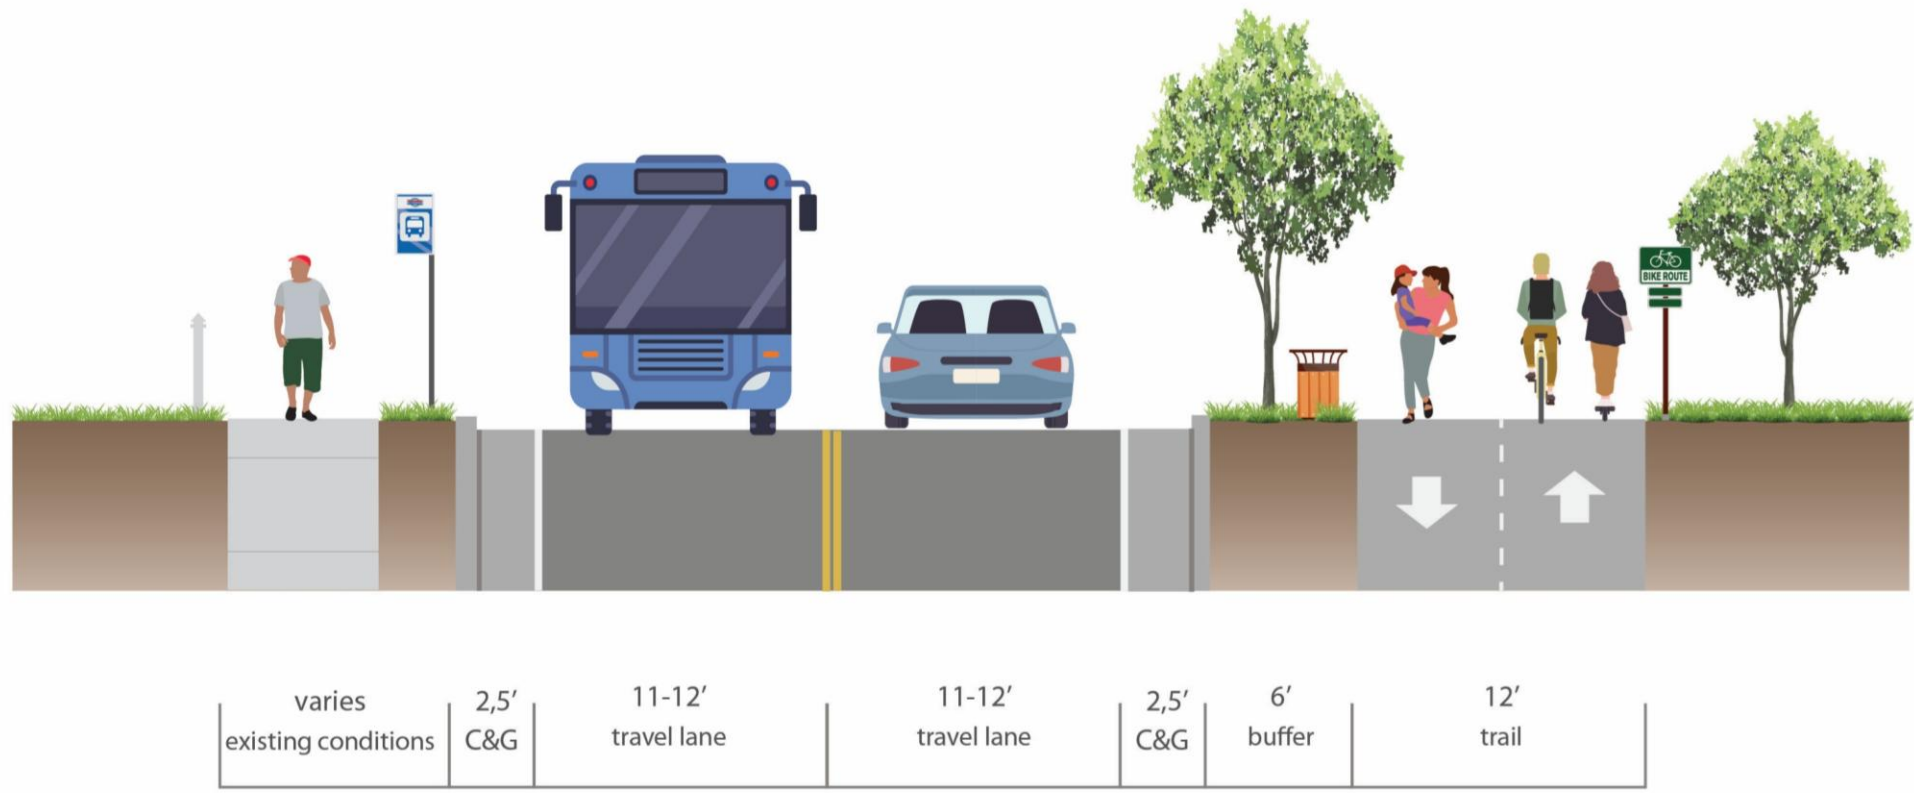 BIKE ROUTE
varies
existing conditions
2,5′
C&G
11-12′
travel lane
11-12′
travel lane
2,5′
C&G
6′
buffer
12′
trail